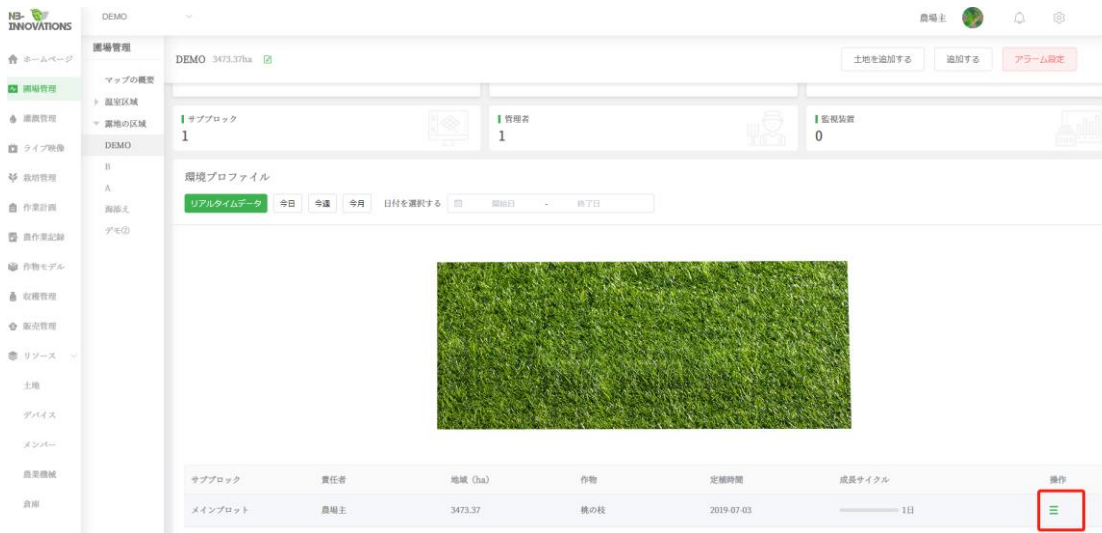 N3-
INNOVATIONS
DEMO
農場主
ホームページ
圃場管理
灌漑管理
ライブ映像
栽培管理
作業計画
農作業記録
作物モデル
収穫管理
販売管理
リソース
土地
デバイス
メンバー
農業機械
倉庫
圃場管理
マップの概要
温室区域
露地の区域
DEMO
B
A
海添え
デモ②
DEMO 3473.37ha
土地を追加する 追加する アラーム設定
サブブロック
1
管理者
1
監視装置
0
環境プロファイル
リアルタイムデータ 今日 今週 今月 日付を選択する 開始日 - 終了日
サブブロック 責任者 地域（ha） 作物 定植時間 成長サイクル 操作
メインプロット 農場主 3473.37 桃の枝 2019-07-03 1日